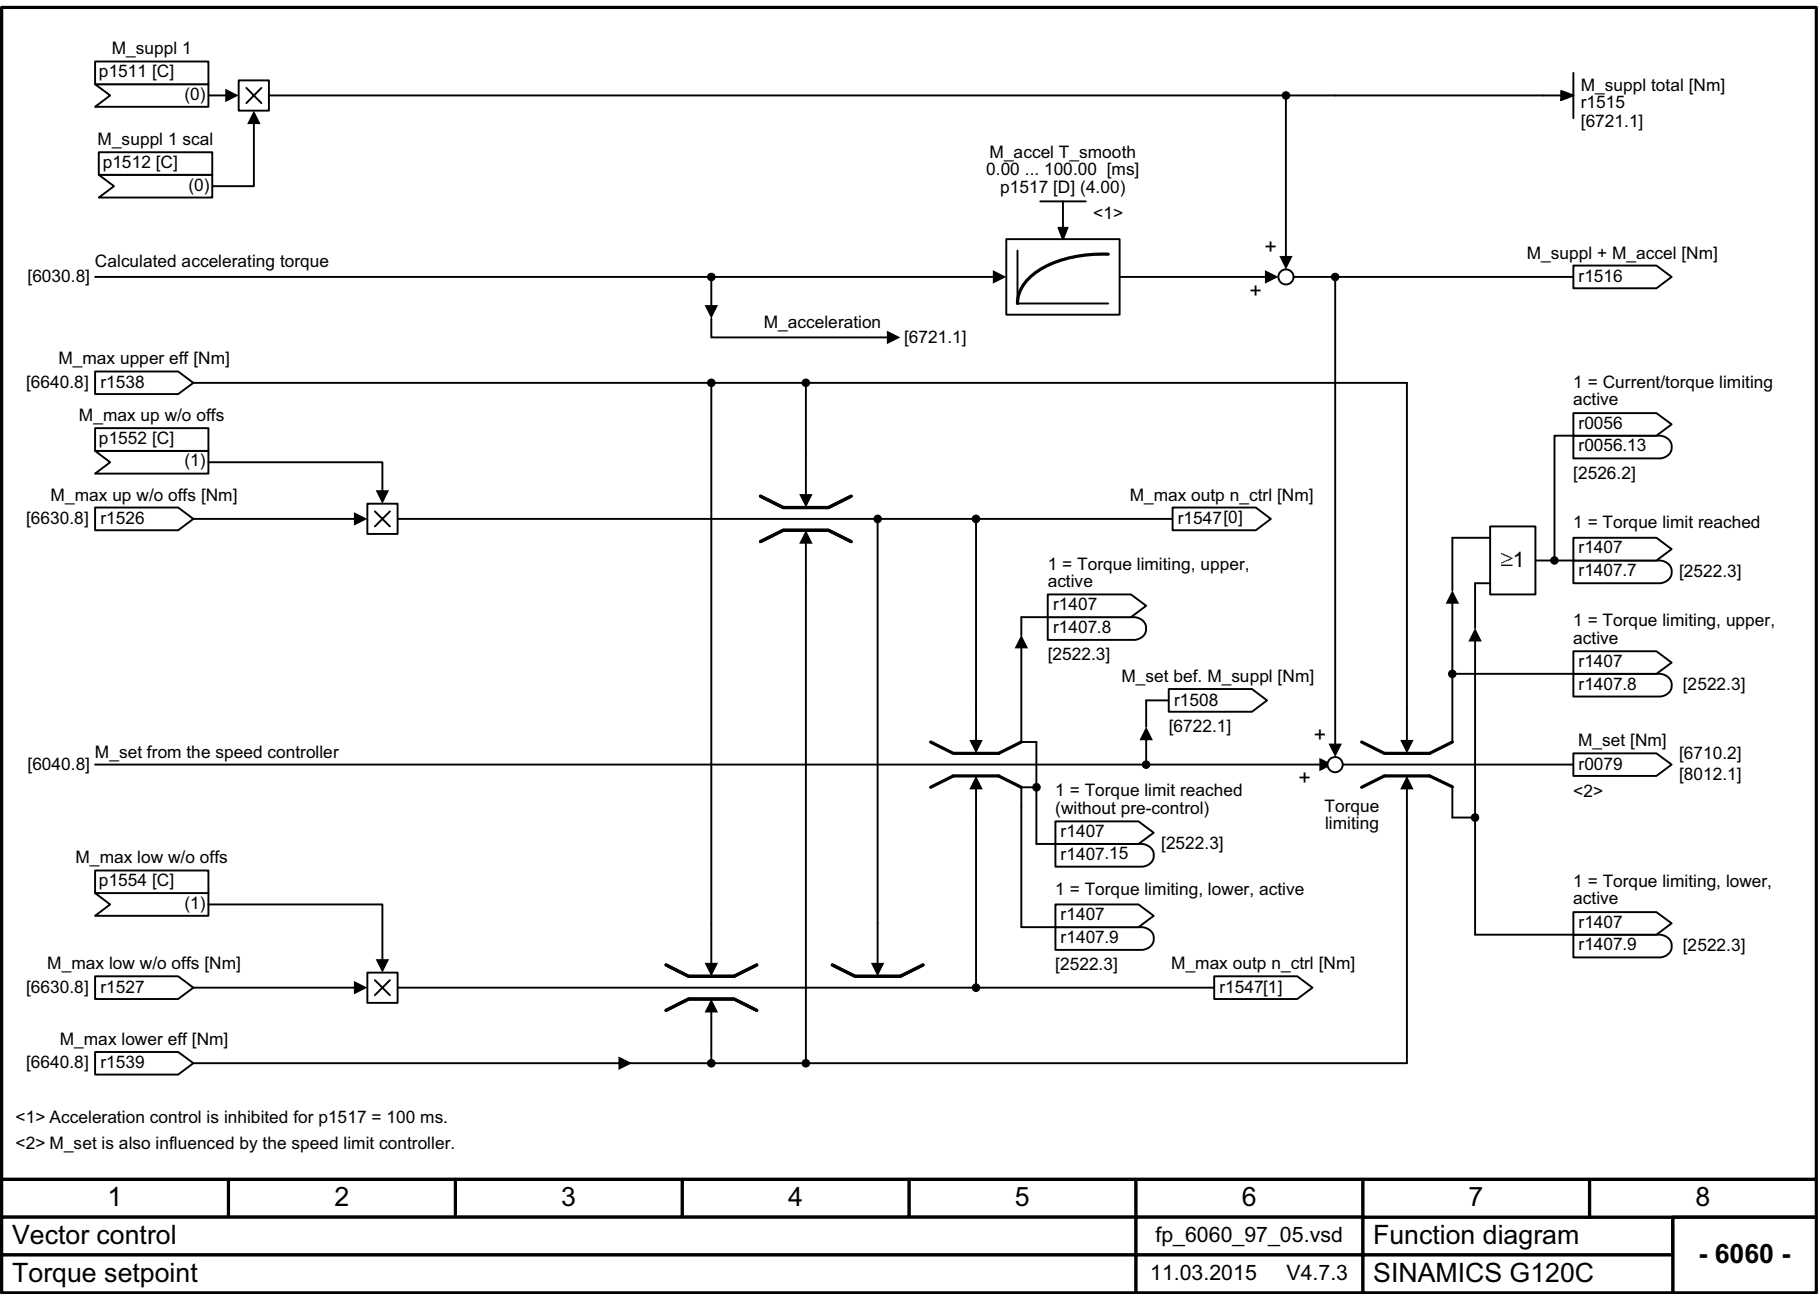 M_suppl 1
p1511 [C]
(0)
M_suppl 1 scal
p1512 [C]
(0)
M_suppl total [Nm]
r1515
[6721.1]
M_accel T_smooth
0.00 ... 100.00 [ms]
p1517 [D] (4.00)
<1>
[6030.8]
Calculated accelerating torque
+
+
M_suppl + M_accel [Nm]
r1516
M_acceleration
[6721.1]
M_max upper eff [Nm]
[6640.8]
r1538
M_max up w/o offs
p1552 [C]
(1)
M_max up w/o offs [Nm]
[6630.8]
r1526
M_max outp n_ctrl [Nm]
r1547[0]
1 = Current/torque limiting
active
r0056
r0056.13
[2526.2]
1 = Torque limit reached
≥1
r1407
r1407.7
[2522.3]
1 = Torque limiting, upper,
active
r1407
r1407.8
[2522.3]
1 = Torque limiting, upper,
active
r1407
r1407.8
[2522.3]
M_set bef. M_suppl [Nm]
r1508
[6722.1]
[6040.8]
M_set from the speed controller
+
+
Torque
limiting
M_set [Nm]
r0079
[6710.2]
[8012.1]
<2>
1 = Torque limit reached
(without pre-control)
r1407
r1407.15
[2522.3]
M_max low w/o offs
p1554 [C]
(1)
1 = Torque limiting, lower, active
r1407
r1407.9
[2522.3]
1 = Torque limiting, lower,
active
r1407
r1407.9
[2522.3]
M_max low w/o offs [Nm]
[6630.8]
r1527
M_max outp n_ctrl [Nm]
r1547[1]
M_max lower eff [Nm]
[6640.8]
r1539
<1> Acceleration control is inhibited for p1517 = 100 ms.
<2> M_set is also influenced by the speed limit controller.
1 2 3 4 5 6 7 8
Vector control
fp_6060_97_05.vsd
Function diagram
- 6060 -
Torque setpoint
11.03.2015 V4.7.3
SINAMICS G120C